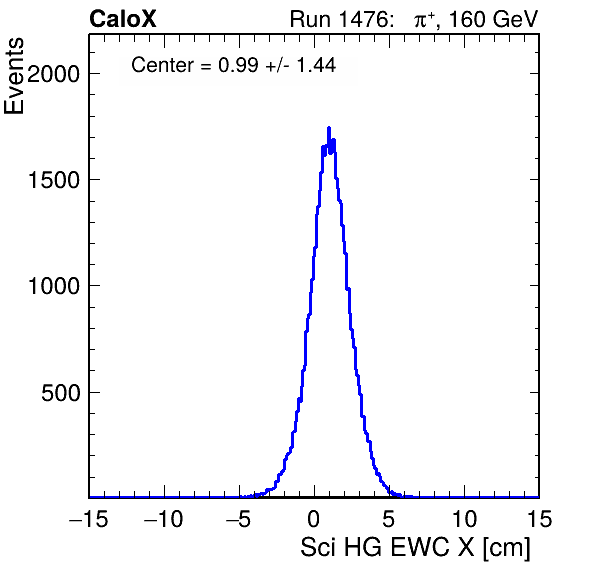 CaloX Run 1476: π+, 160 GeV
Events
Center = 0.99 +/- 1.44
2000
1500
1000
500
−15 −10 −5 0 5 10 15
Sci HG EWC X [cm]